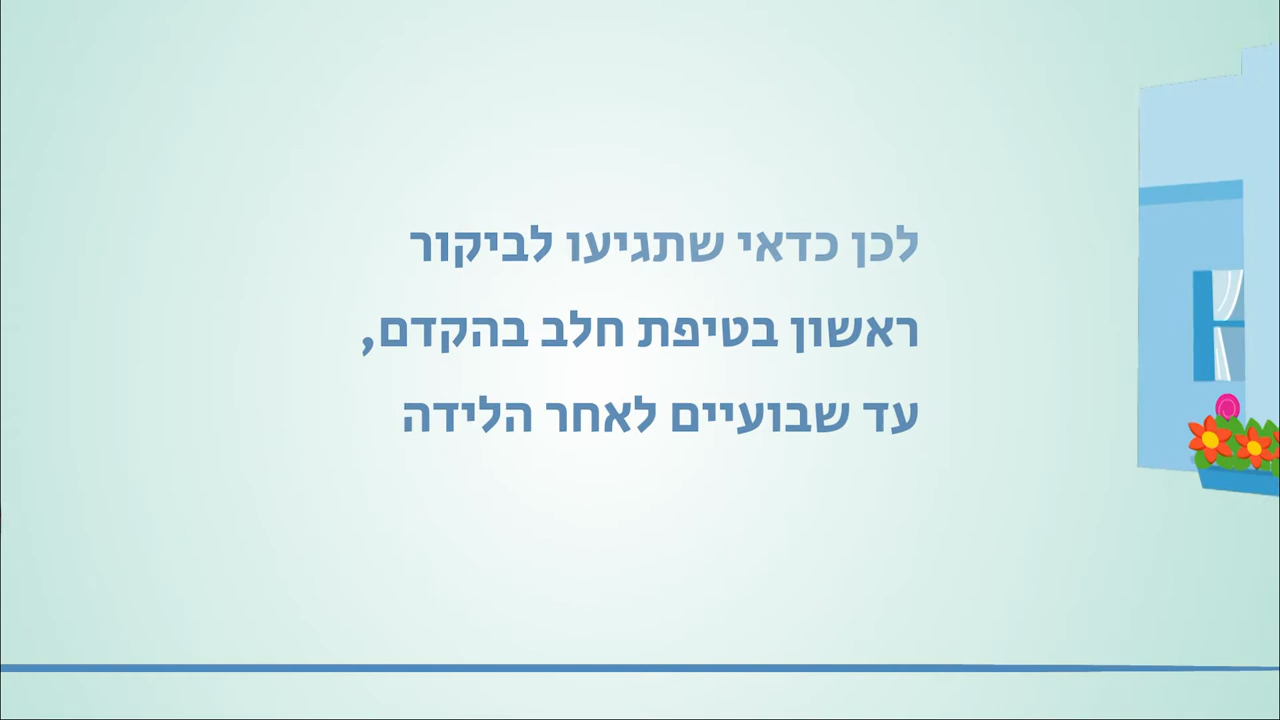 לכן כדאי שתגיעו לביקור
ראשון בטיפת חלב בהקדם,
עד שבועיים לאחר הלידה